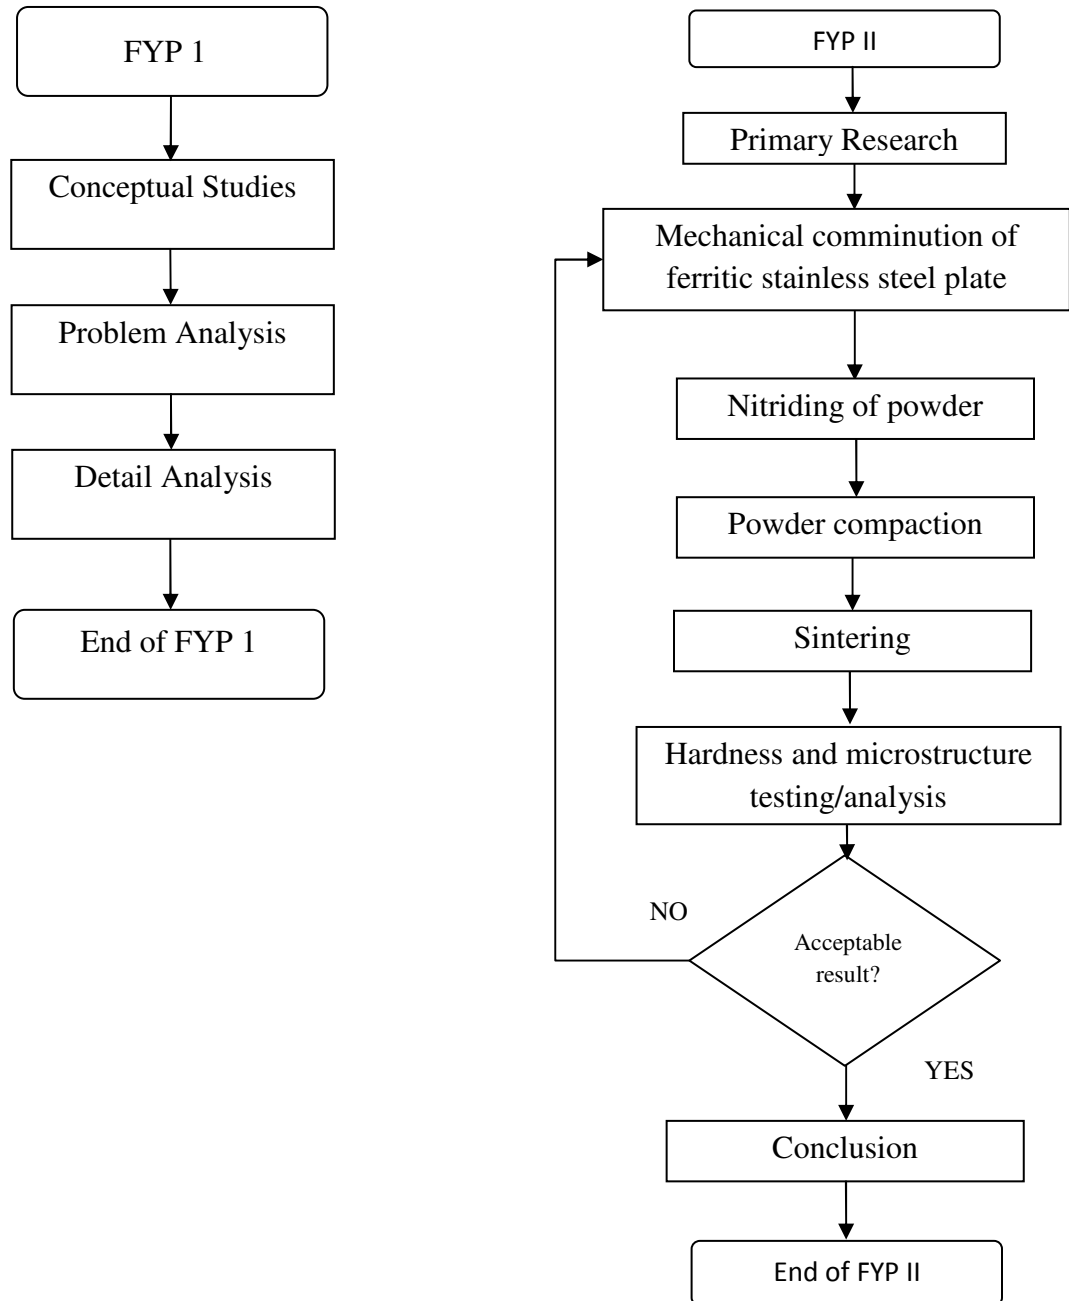 FYP 1
Conceptual Studies
Problem Analysis
Detail Analysis
End of FYP 1
FYP II
Primary Research
Mechanical comminution of
ferritic stainless steel plate
Nitriding of powder
Powder compaction
Sintering
Hardness and microstructure
testing/analysis
NO
Acceptable
result?
YES
Conclusion
End of FYP II